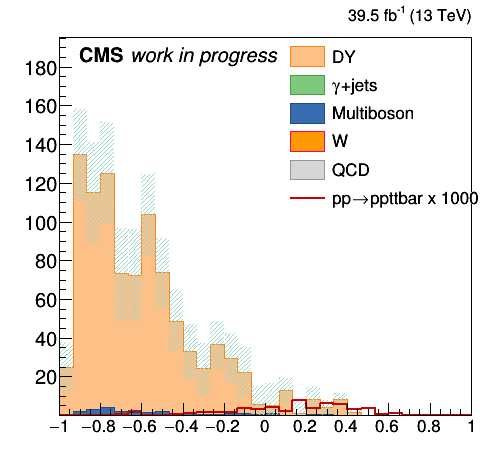 39.5 fb⁻¹ (13 TeV)
CMS work in progress
DY
γ+jets
Multiboson
W
QCD
pp→ppttbar x 1000
180
160
140
120
100
80
60
40
20
−1 −0.8 −0.6 −0.4 −0.2 0 0.2 0.4 0.6 0.8 1